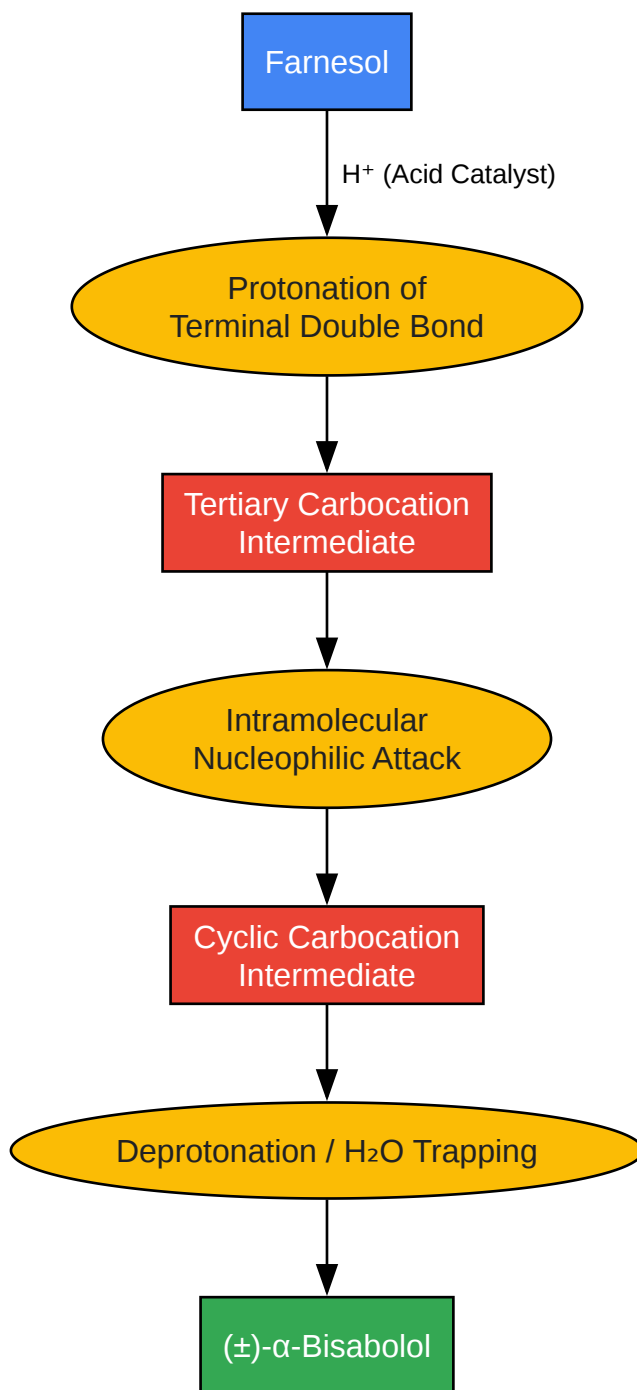 Farnesol
H⁺ (Acid Catalyst)
Protonation of
Terminal Double Bond
Tertiary Carbocation
Intermediate
Intramolecular
Nucleophilic Attack
Cyclic Carbocation
Intermediate
Deprotonation / H₂O Trapping
(±)-α-Bisabolol